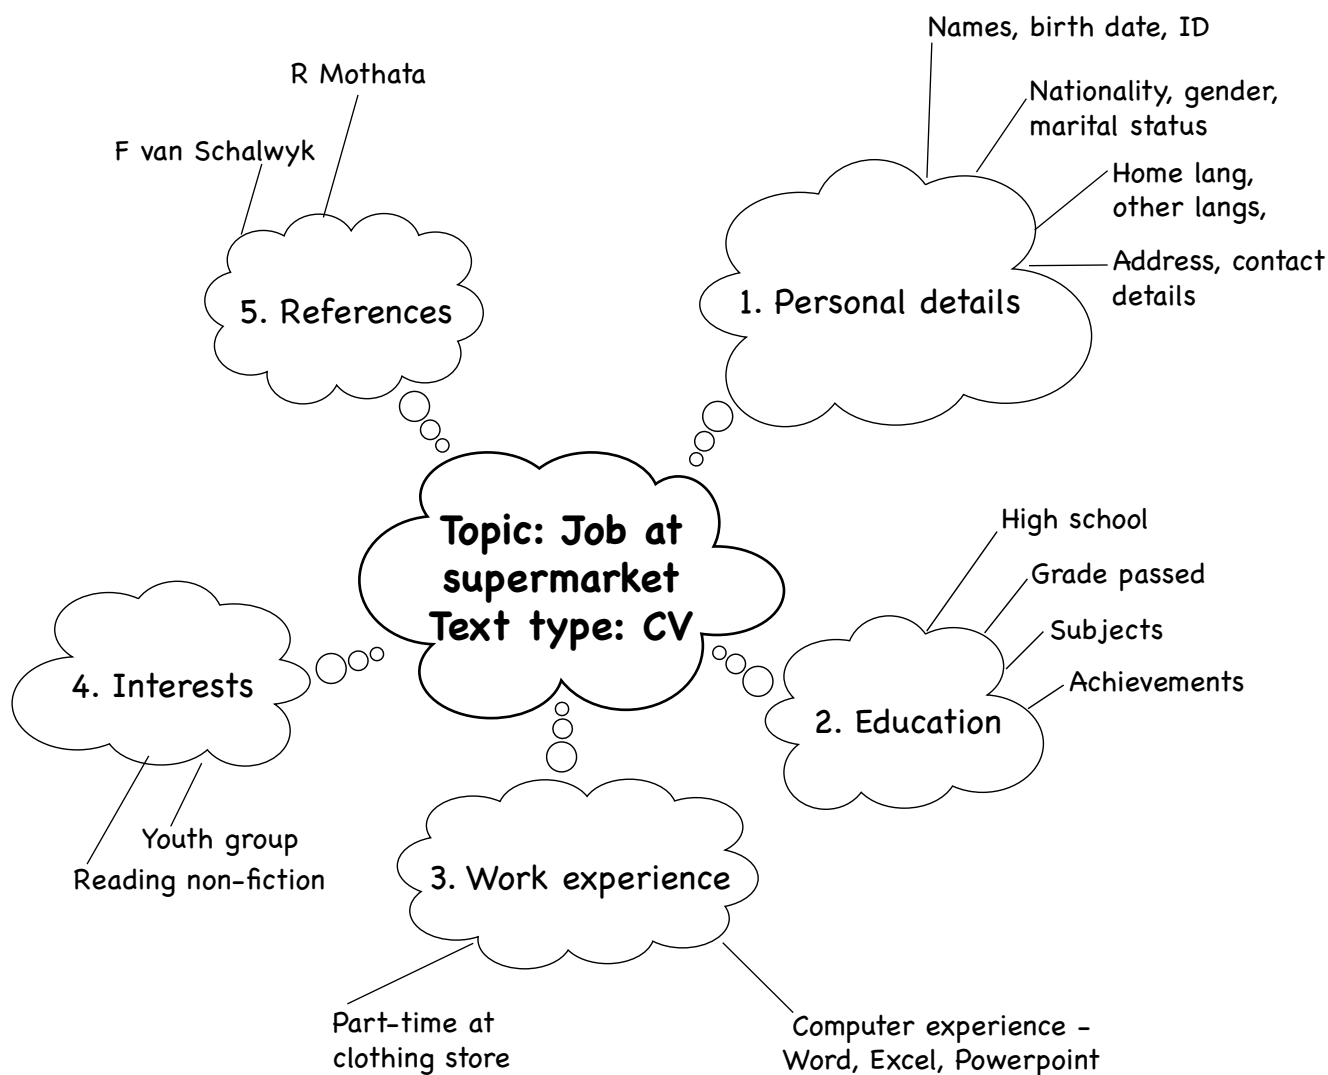 Topic: Job at
supermarket
Text type: CV
1. Personal details
Names, birth date, ID
Nationality, gender,
marital status
Home lang,
other langs,
Address, contact
details
2. Education
High school
Grade passed
Subjects
Achievements
3. Work experience
Part-time at
clothing store
Computer experience -
Word, Excel, Powerpoint
4. Interests
Youth group
Reading non-fiction
5. References
F van Schalwyk
R Mothata